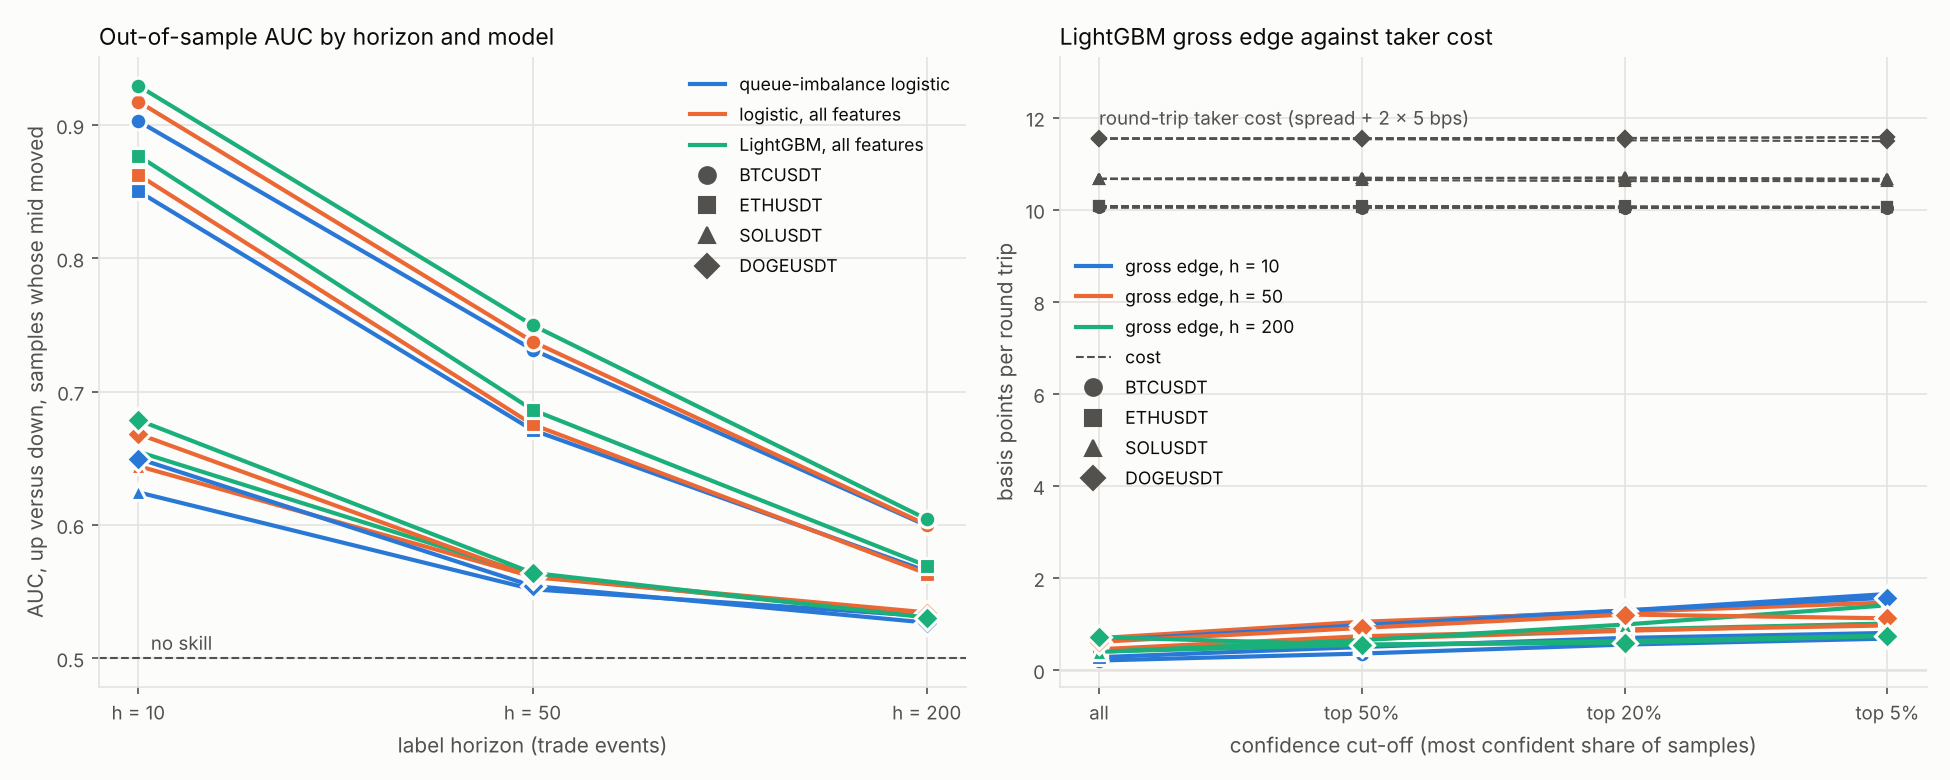 Out-of-sample AUC by horizon and model
AUC, up versus down, samples whose mid moved
0.9
0.8
0.7
0.6
0.5
queue-imbalance logistic
logistic, all features
LightGBM, all features
BTCUSDT
ETHUSDT
SOLUSDT
DOGEUSDT
no skill
h = 10
h = 50
h = 200
label horizon (trade events)
LightGBM gross edge against taker cost
basis points per round trip
12
10
8
6
4
2
0
round-trip taker cost (spread + 2 × 5 bps)
gross edge, h = 10
gross edge, h = 50
gross edge, h = 200
cost
BTCUSDT
ETHUSDT
SOLUSDT
DOGEUSDT
all
top 50%
top 20%
top 5%
confidence cut-off (most confident share of samples)